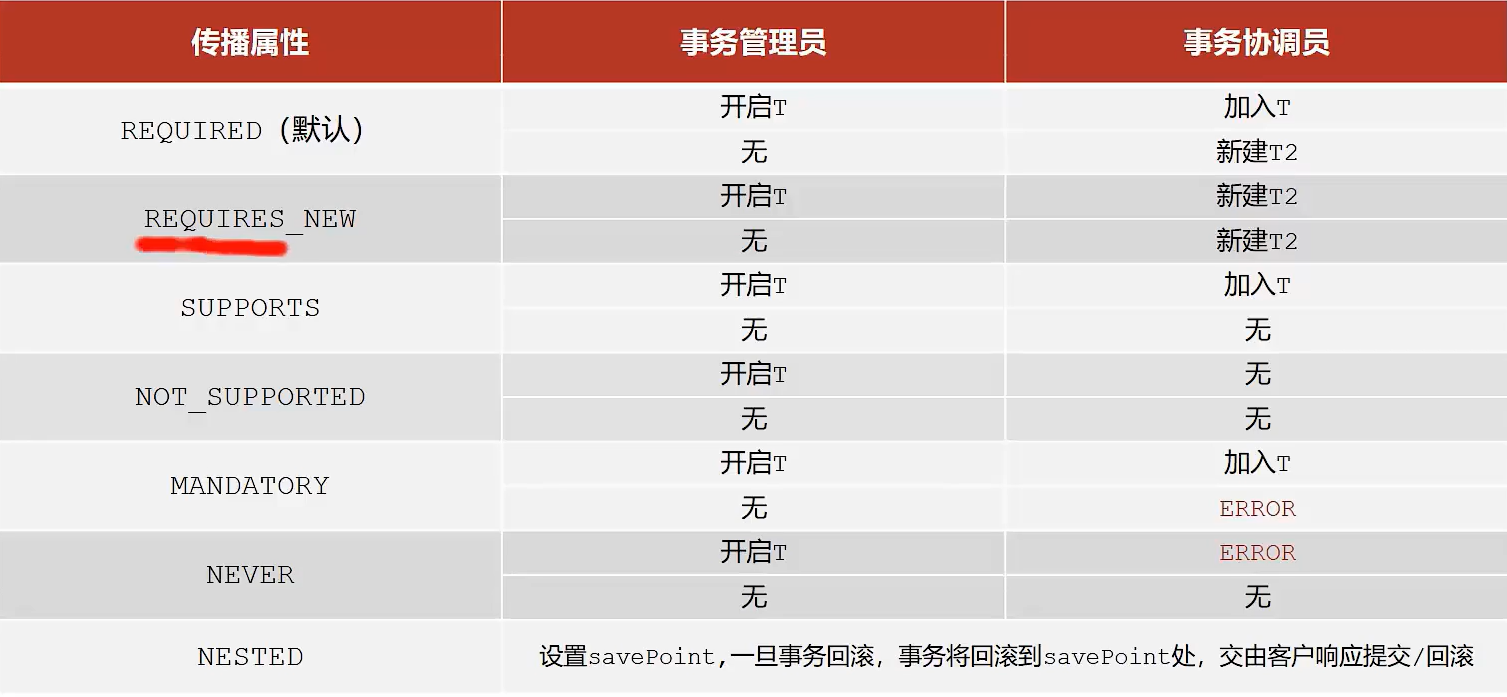 传播属性 事务管理员 事务协调员
REQUIRED（默认） 开启T 加入T
无 新建T2
REQUIRES_NEW 开启T 新建T2
无 新建T2
SUPPORTS 开启T 加入T
无 无
NOT_SUPPORTED 开启T 无
无 无
MANDATORY 开启T 加入T
无 ERROR
NEVER 开启T ERROR
无 无
NESTED 设置savePoint,一旦事务回滚，事务将回滚到savePoint处，交由客户响应提交/回滚